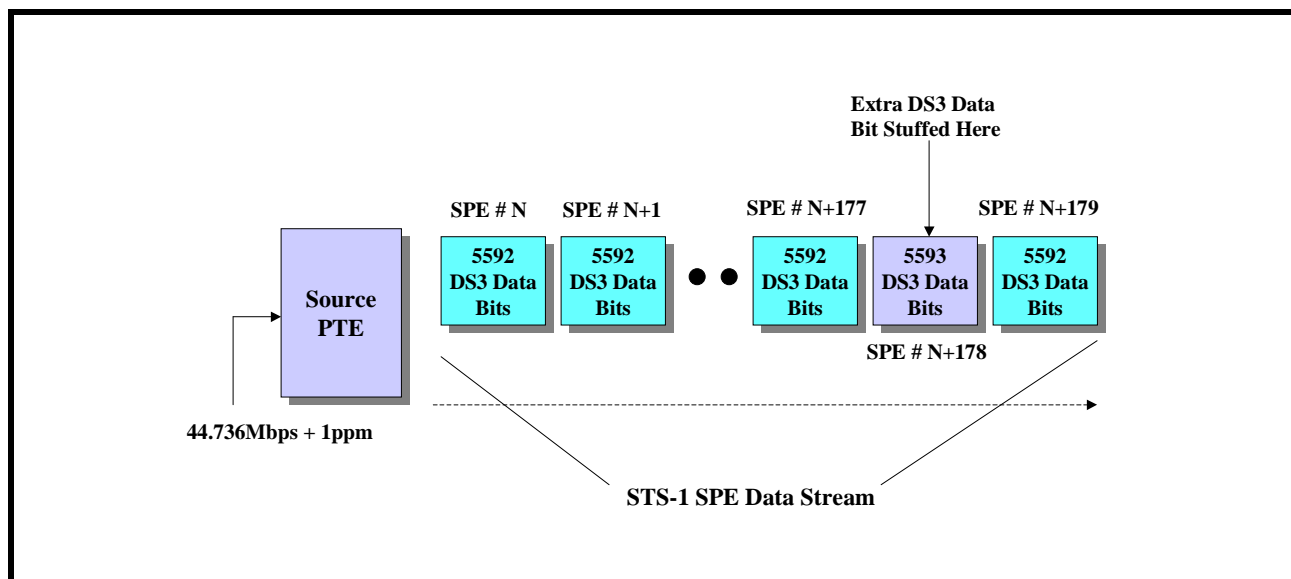 Extra DS3 Data
Bit Stuffed Here
SPE # N
SPE # N+1
SPE # N+177
SPE # N+179
Source
PTE
5592
DS3 Data
Bits
5592
DS3 Data
Bits
5592
DS3 Data
Bits
5593
DS3 Data
Bits
5592
DS3 Data
Bits
SPE # N+178
44.736Mbps + 1ppm
STS-1 SPE Data Stream